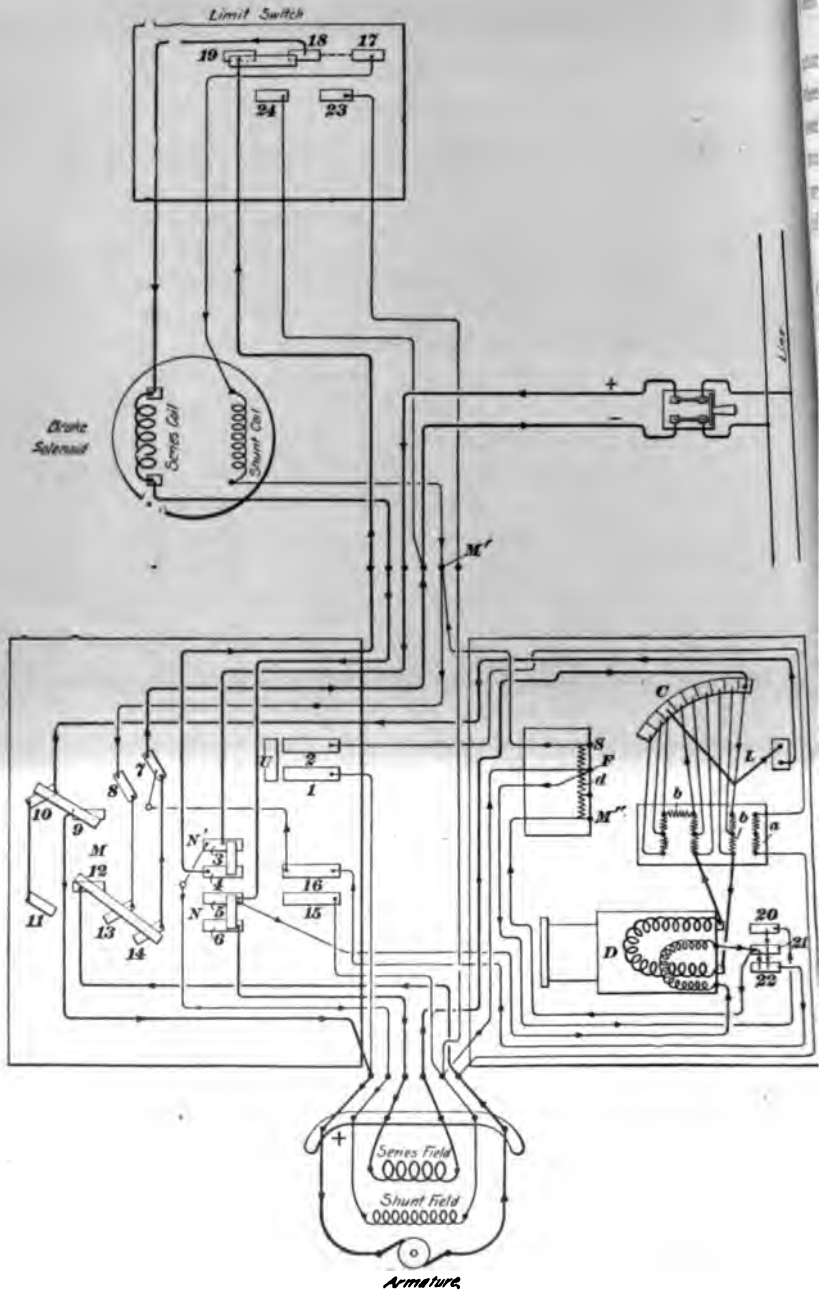 Limit Switch
19 18 17
24 23
Line
+
−
Brake
Solenoid
Series Coil
Shunt Coil
M'
C
7
8
U
2
1
S
F
d
L
M''
b
b
a
10
9
M
12
11
13
14
N'
3
4
N
5
6
16
15
D
20
21
22
+
Series Field
Shunt Field
Armature